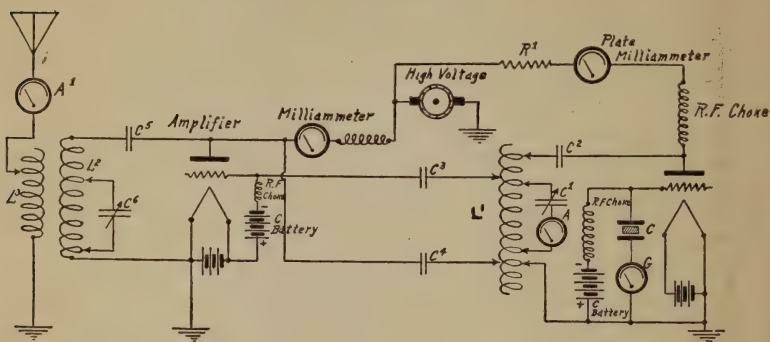 A¹
L³
L²
C⁶
C⁵
Amplifier
R.F
Choke
-
C
Battery
+
Milliammeter
High Voltage
R¹
Plate
Milliammeter
R.F. Choke
C³
C⁴
L¹
C²
C¹
A
R.F Choke
-
C
Battery
+
C
G